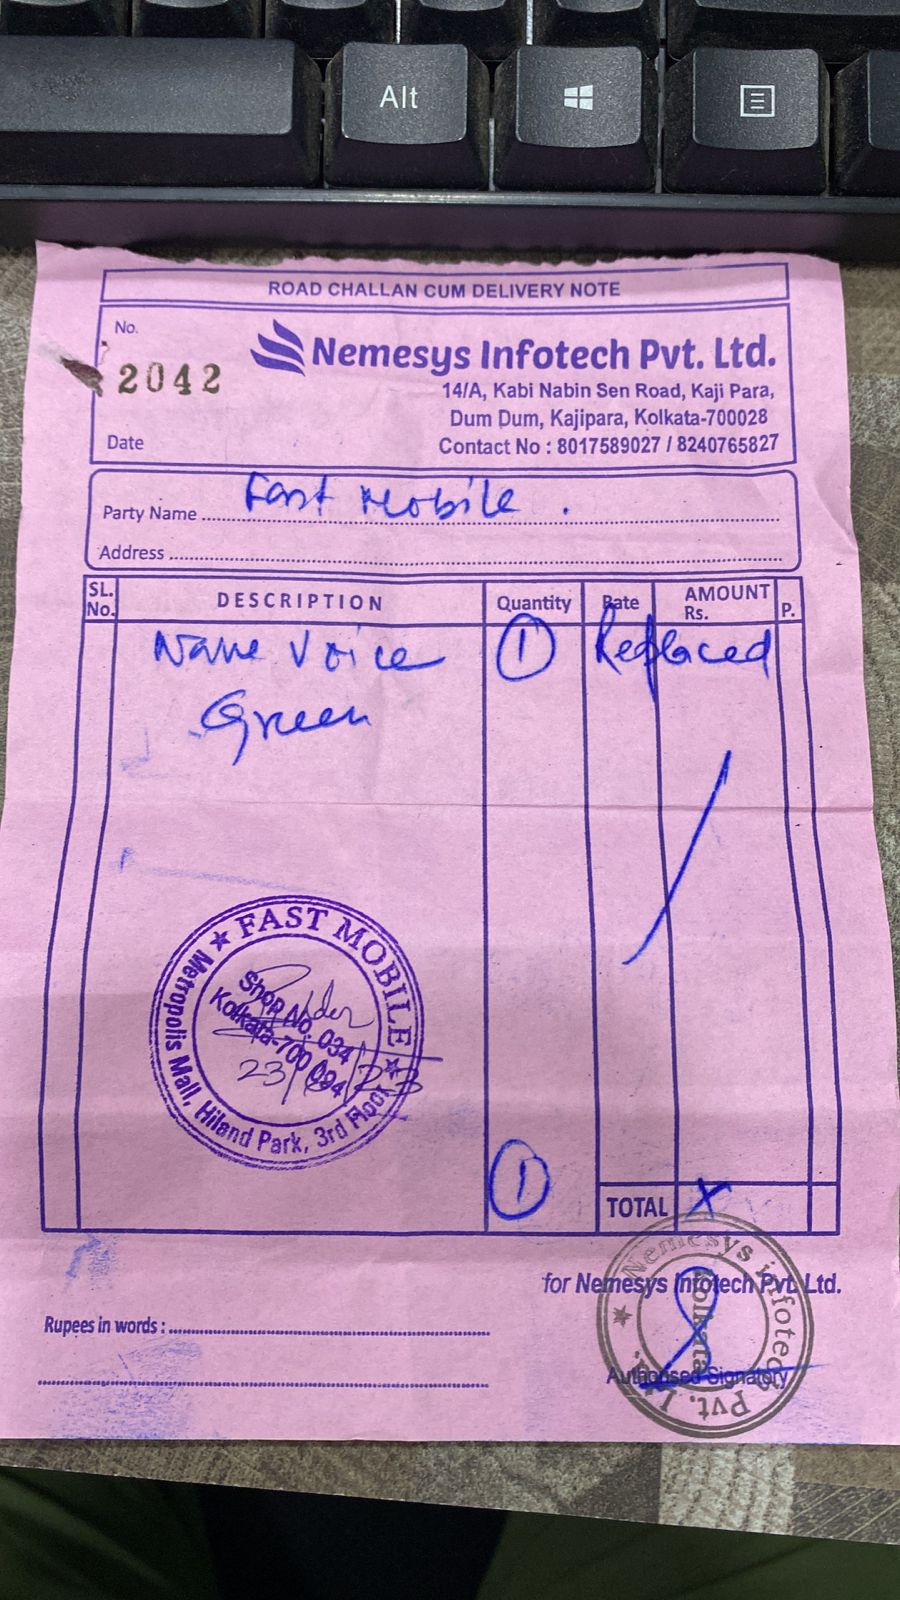 Alt
ROAD CHALLAN CUM DELIVERY NOTE
No.
2042
Nemesys Infotech Pvt. Ltd.
14/A, Kabi Nabin Sen Road, Kaji Para,
Dum Dum, Kajipara, Kolkata-700028
Date
Contact No : 8017589027 / 8240765827
Party Name Fast Mobile .
Address
SL. No. DESCRIPTION Quantity Rate AMOUNT Rs. P.
Voice 1 Replaced
Green
FAST MOBILE
Shop No. 034
Kolkata-700 094
Metropolis Mall, Hiland Park, 3rd Floor
1
TOTAL X
for Nemesys Infotech Pvt. Ltd.
Rupees in words :
Nemesys Infotech Pvt. Ltd.
Kolkata
Authorised Signatory